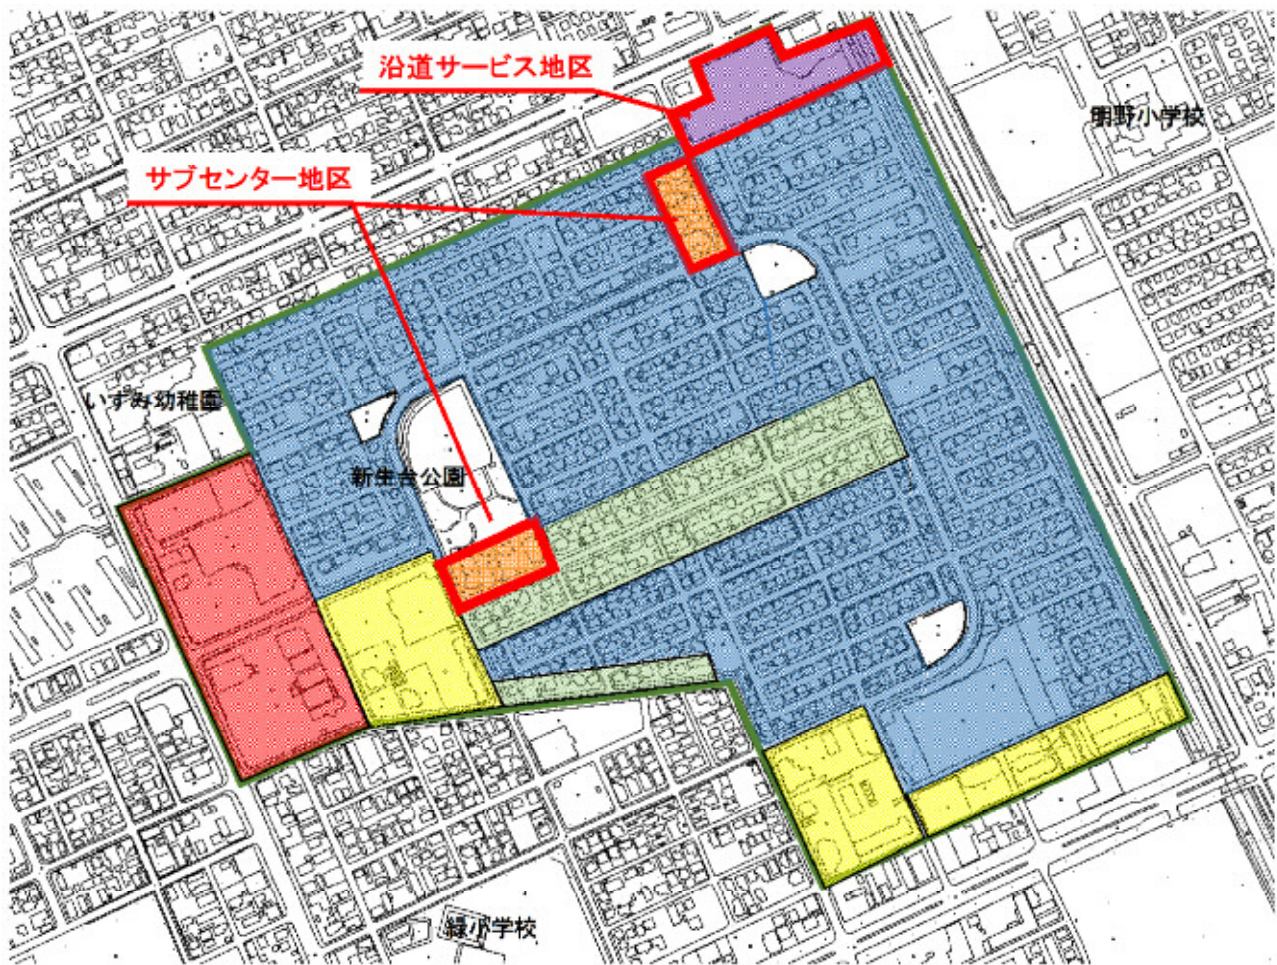 沿道サービス地区
明野小学校
サブセンター地区
いずみ幼稚園
新生台公園
緑小学校